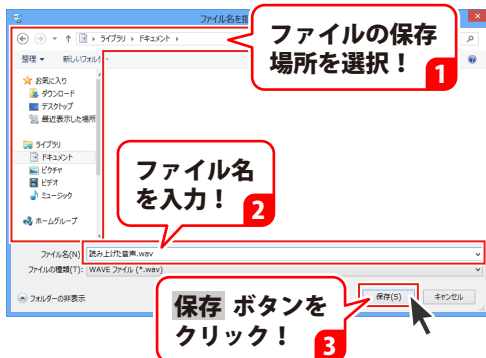 ファイル名を指
ファイルの保存
場所を選択！
1
ライブラリ ▸ ドキュメント ▸
整理 ▾ 新しいフォル
お気に入り
ダウンロード
デスクトップ
最近表示した場所
ライブラリ
ドキュメント
ピクチャ
ビデオ
ミュージック
ホームグループ
ファイル名
を入力！
2
ファイル名(N): 読み上げた音声.wav
ファイルの種類(T): WAVE ファイル (*.wav)
フォルダーの非表示
保存(S) キャンセル
保存 ボタンを
クリック！
3